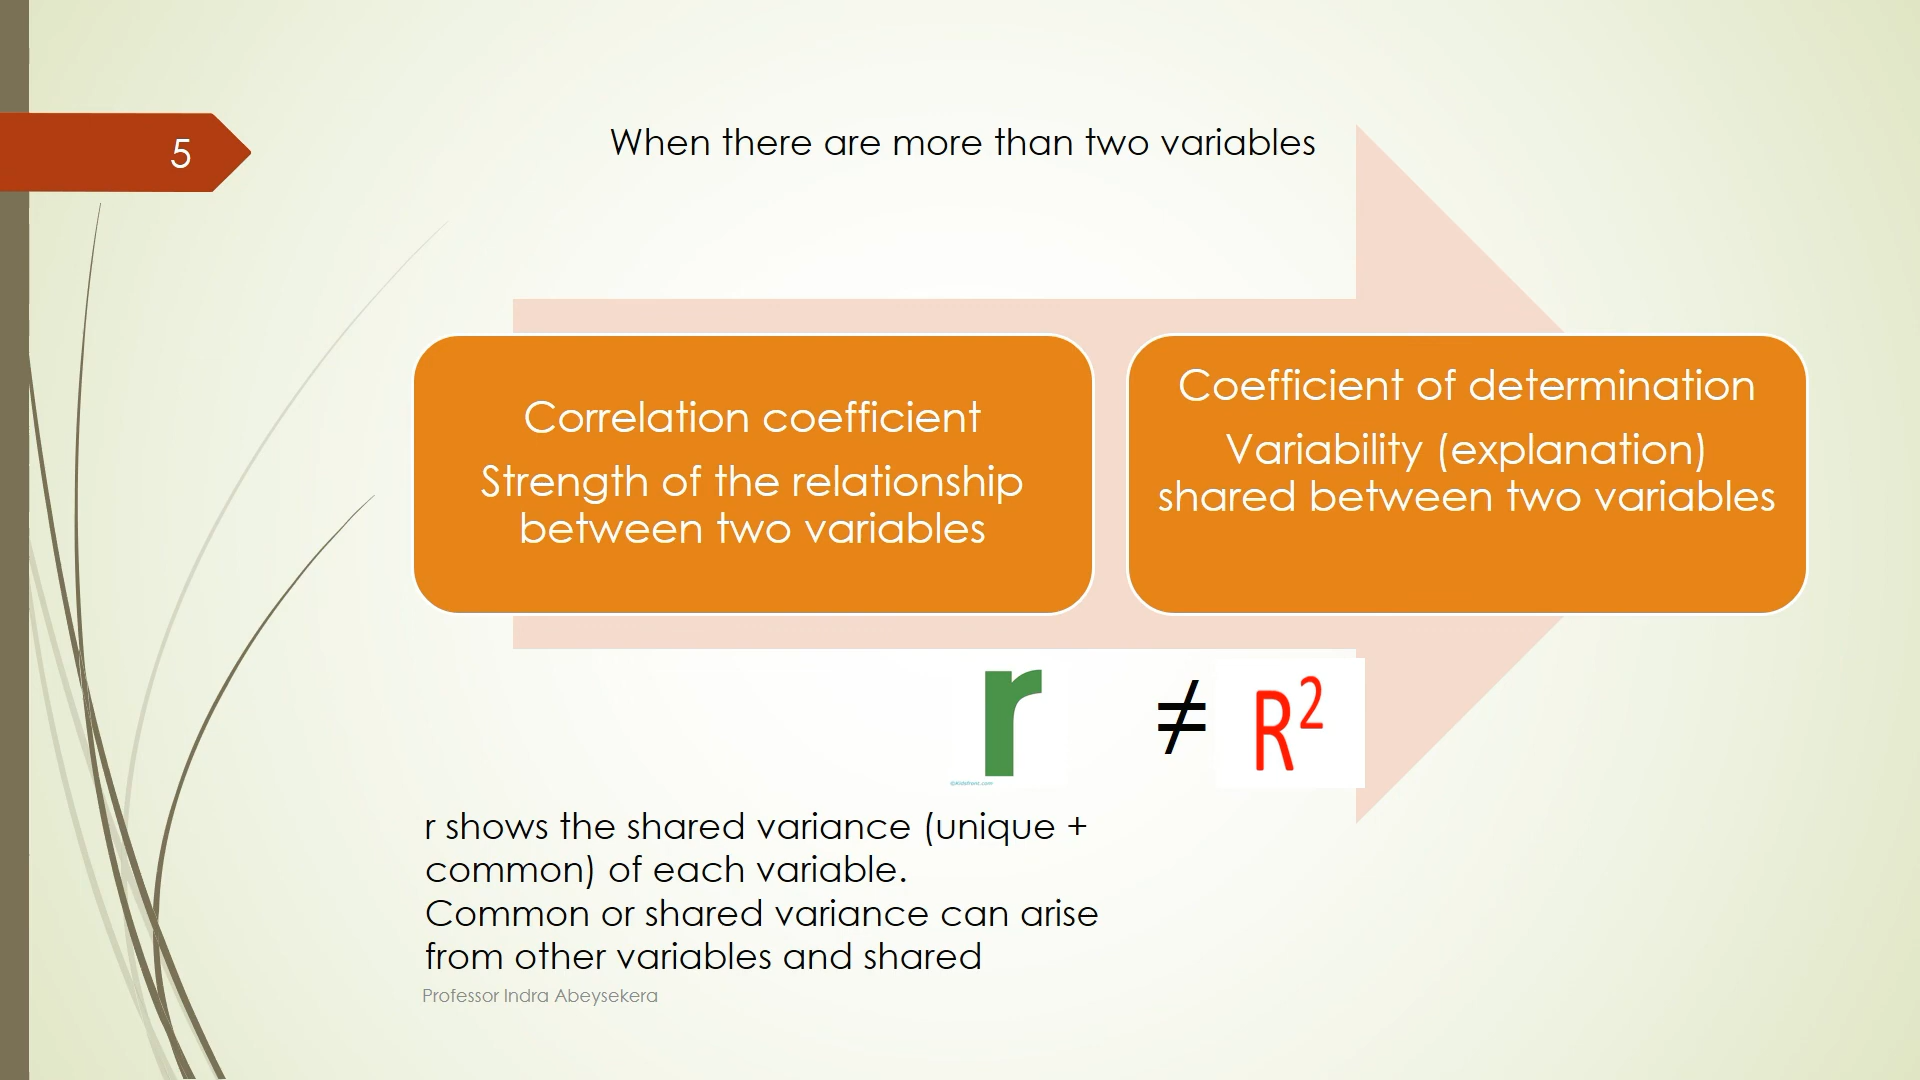 5
When there are more than two variables
Correlation coefficient
Strength of the relationship
between two variables
Coefficient of determination
Variability (explanation)
shared between two variables
r ≠ R²
r shows the shared variance (unique +
common) of each variable.
Common or shared variance can arise
from other variables and shared
Professor Indra Abeysekera